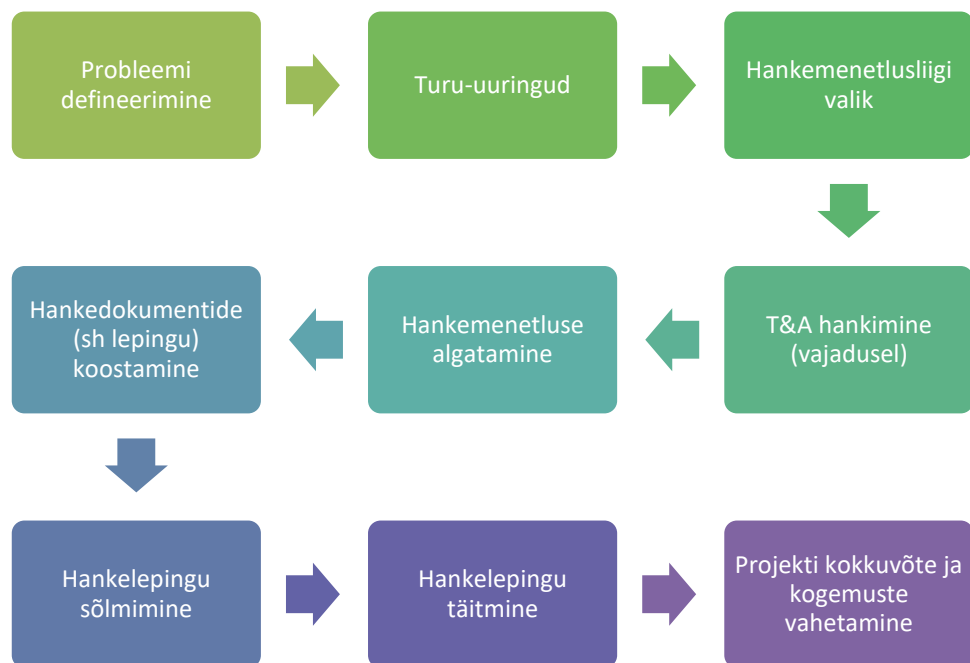 Probleemi
defineerimine
Turu-uuringud
Hankemenetlusliigi
valik
T&A hankimine
(vajadusel)
Hankemenetluse
algatamine
Hankedokumentide
(sh lepingu)
koostamine
Hankelepingu
sõlmimine
Hankelepingu
täitmine
Projekti kokkuvõte ja
kogemuste
vahetamine